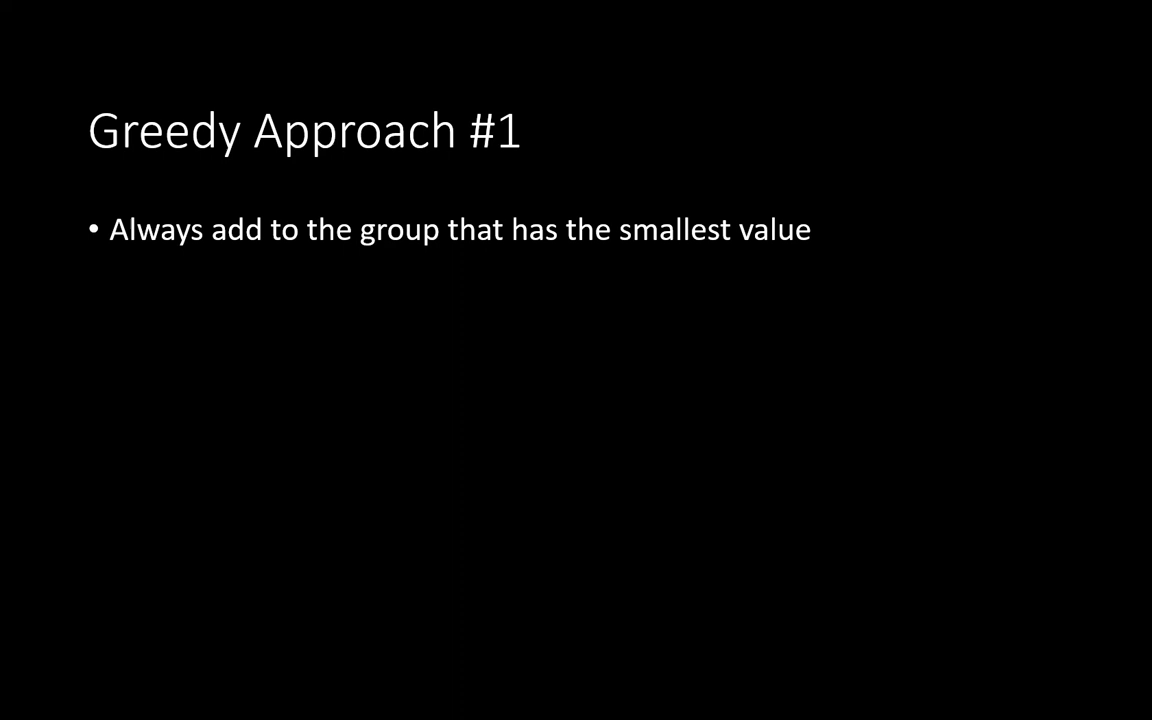 Greedy Approach #1
• Always add to the group that has the smallest value